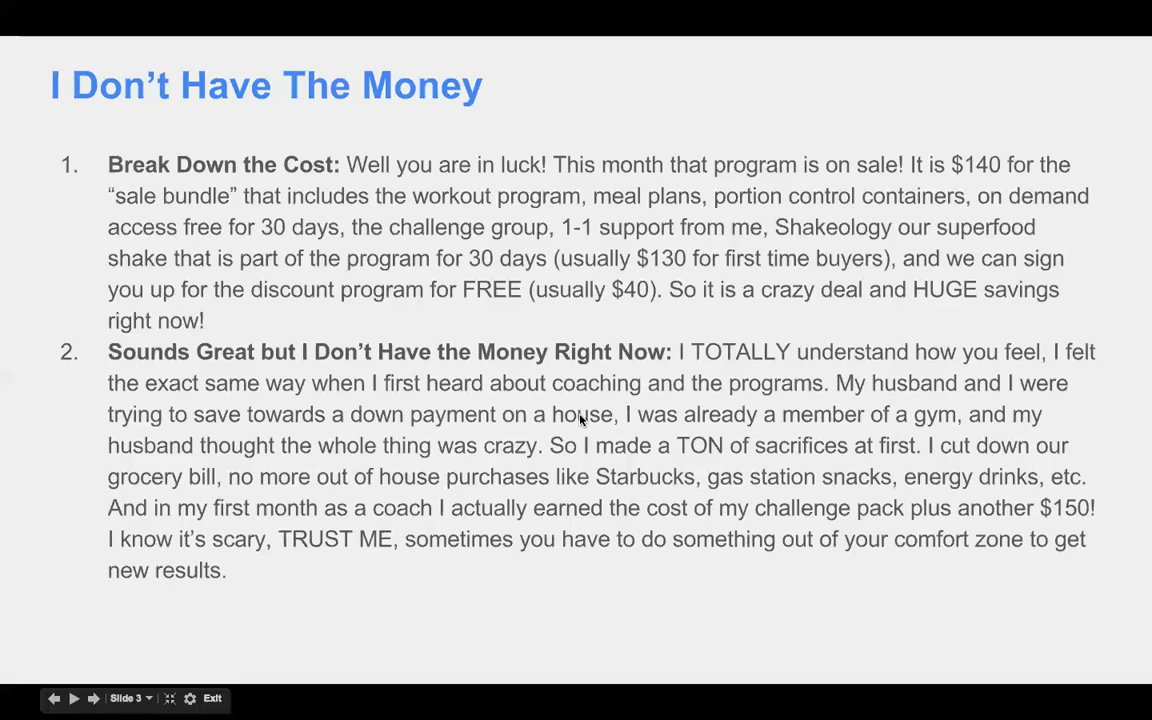 I Don’t Have The Money
1. Break Down the Cost: Well you are in luck! This month that program is on sale! It is $140 for the
“sale bundle” that includes the workout program, meal plans, portion control containers, on demand
access free for 30 days, the challenge group, 1-1 support from me, Shakeology our superfood
shake that is part of the program for 30 days (usually $130 for first time buyers), and we can sign
you up for the discount program for FREE (usually $40). So it is a crazy deal and HUGE savings
right now!
2. Sounds Great but I Don’t Have the Money Right Now: I TOTALLY understand how you feel, I felt
the exact same way when I first heard about coaching and the programs. My husband and I were
trying to save towards a down payment on a house, I was already a member of a gym, and my
husband thought the whole thing was crazy. So I made a TON of sacrifices at first. I cut down our
grocery bill, no more out of house purchases like Starbucks, gas station snacks, energy drinks, etc.
And in my first month as a coach I actually earned the cost of my challenge pack plus another $150!
I know it’s scary, TRUST ME, sometimes you have to do something out of your comfort zone to get
new results.
Slide 3 Exit